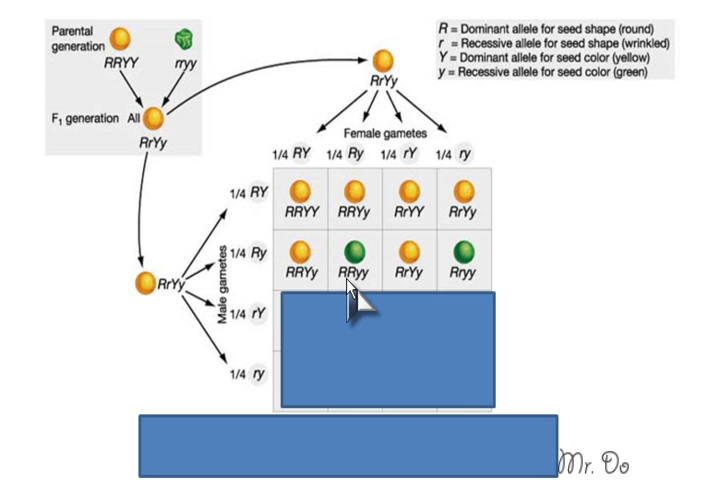 Parental
generation
RRYY
rryy
F1 generation All
RrYy
RrYy
R = Dominant allele for seed shape (round)
r = Recessive allele for seed shape (wrinkled)
Y = Dominant allele for seed color (yellow)
y = Recessive allele for seed color (green)
Female gametes
1/4 RY 1/4 Ry 1/4 rY 1/4 ry
1/4 RY
RRYY RRYy RrYY RrYy
1/4 Ry
RRYy RRyy RrYy Rryy
RrYy
Male gametes
1/4 rY
1/4 ry
Mr. Do